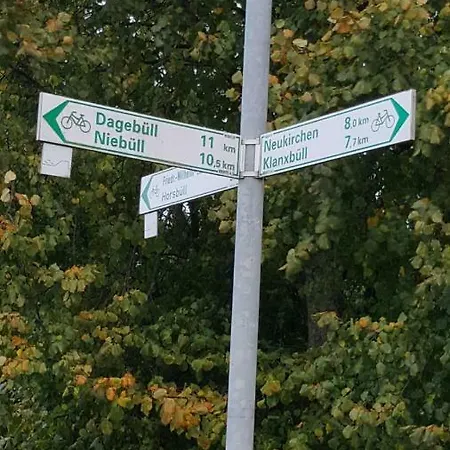 Dagebüll 11 km
Niebüll 10,5 km
Neukirchen 8,0 km
Klanxbüll 7,7 km
Horsbüll